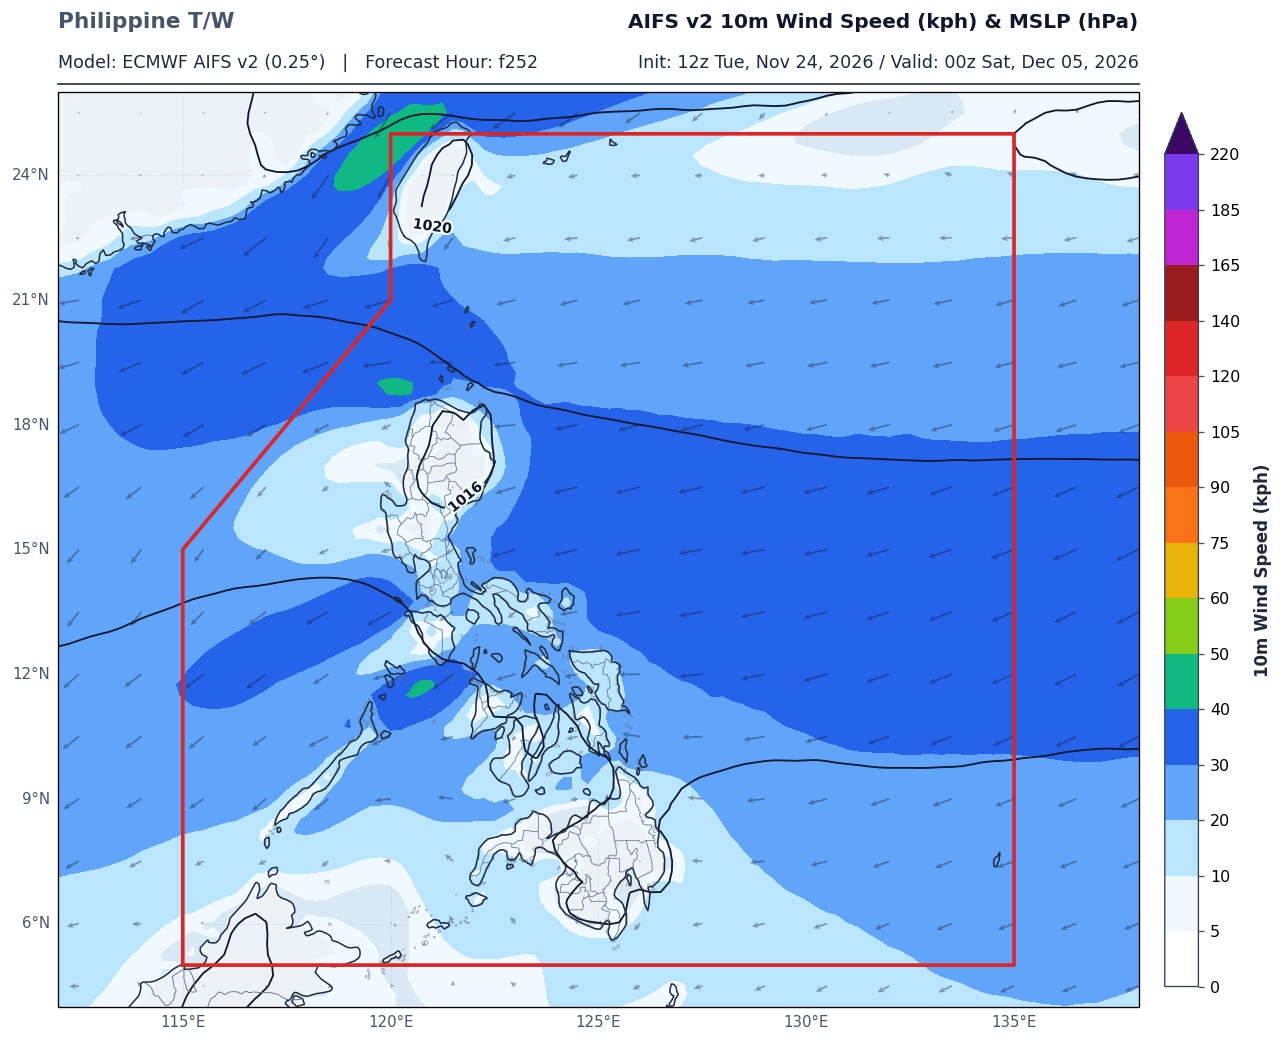 Philippine T/W
AIFS v2 10m Wind Speed (kph) & MSLP (hPa)
Model: ECMWF AIFS v2 (0.25°) | Forecast Hour: f252
Init: 12z Tue, Nov 24, 2026 / Valid: 00z Sat, Dec 05, 2026
24°N
21°N
18°N
15°N
12°N
9°N
6°N
1020
1016
115°E
120°E
125°E
130°E
135°E
220
185
165
140
120
105
90
75
60
50
40
30
20
10
5
0
10m Wind Speed (kph)